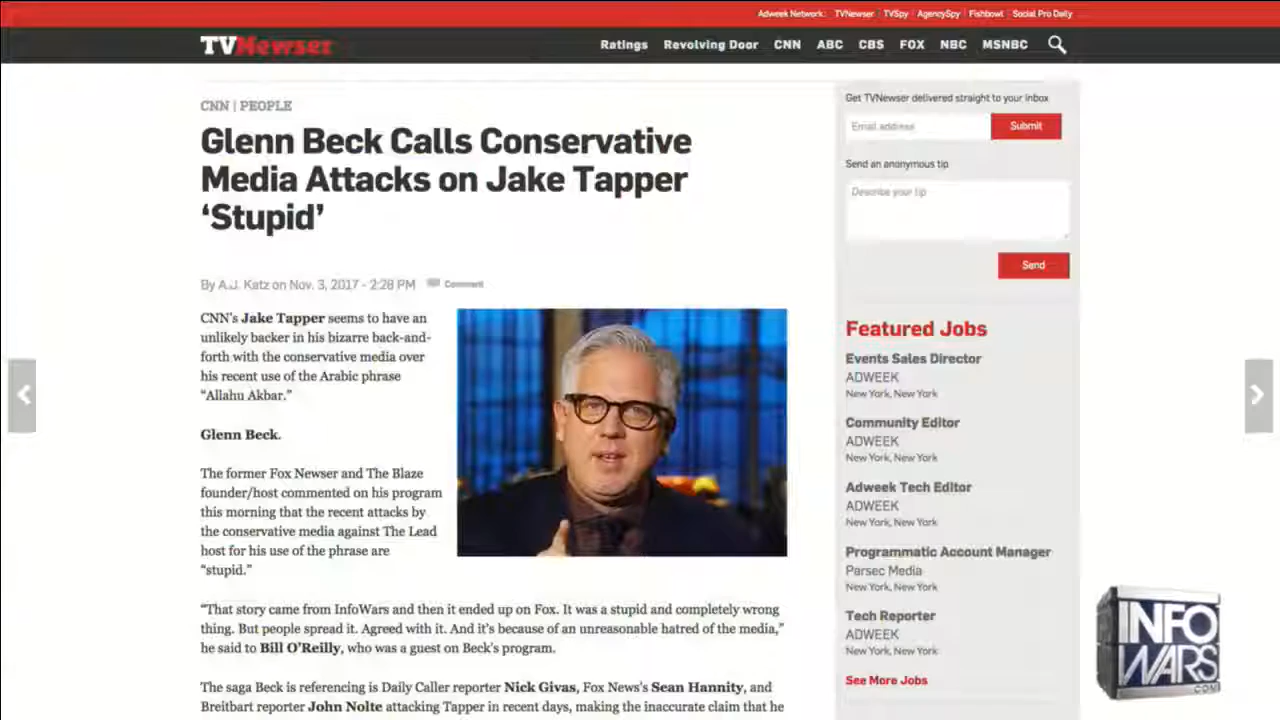 Adweek Network: TVNewser TVSpy AgencySpy Fishbowl Social Pro Daily
TVNewser
Ratings Revolving Door CNN ABC CBS FOX NBC MSNBC
CNN | PEOPLE
Glenn Beck Calls Conservative
Media Attacks on Jake Tapper
‘Stupid’
By A.J. Katz on Nov. 3, 2017 - 2:28 PM Comment
CNN's Jake Tapper seems to have an
unlikely backer in his bizarre back-and-
forth with the conservative media over
his recent use of the Arabic phrase
“Allahu Akbar.”
Glenn Beck.
The former Fox Newser and The Blaze
founder/host commented on his program
this morning that the recent attacks by
the conservative media against The Lead
host for his use of the phrase are
“stupid.”
“That story came from InfoWars and then it ended up on Fox. It was a stupid and completely wrong
thing. But people spread it. Agreed with it. And it's because of an unreasonable hatred of the media,”
he said to Bill O'Reilly, who was a guest on Beck's program.
The saga Beck is referencing is Daily Caller reporter Nick Givas, Fox News's Sean Hannity, and
Breitbart reporter John Nolte attacking Tapper in recent days, making the inaccurate claim that he
Get TVNewser delivered straight to your inbox
Email address
Submit
Send an anonymous tip
Describe your tip
Send
Featured Jobs
Events Sales Director
ADWEEK
New York, New York
Community Editor
ADWEEK
New York, New York
Adweek Tech Editor
ADWEEK
New York, New York
Programmatic Account Manager
Parsec Media
New York, New York
Tech Reporter
ADWEEK
New York, New York
See More Jobs
INFO
WARS
.COM